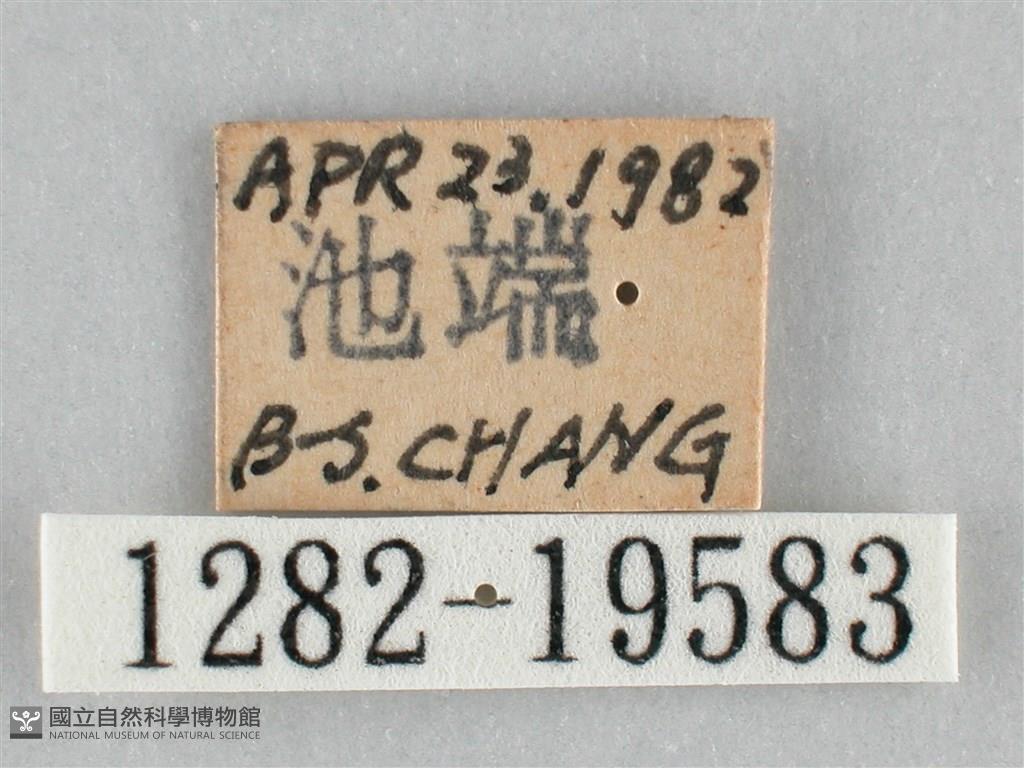 APR 23.1982
池端
B-S.CHANG
1282-19583
國立自然科學博物館
NATIONAL MUSEUM OF NATURAL SCIENCE